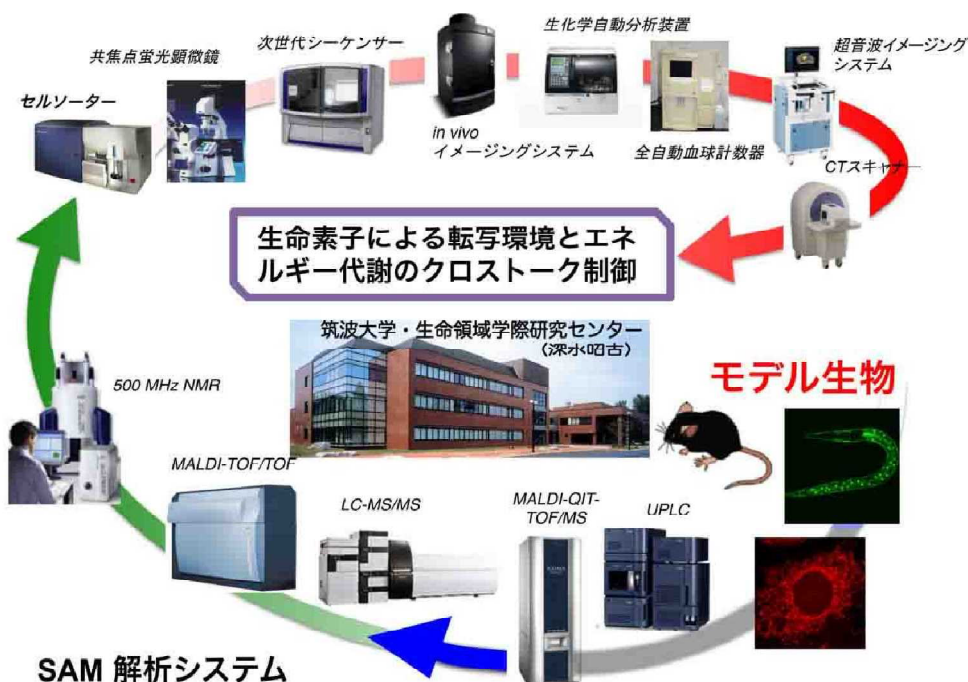 生化学自動分析装置
次世代シーケンサー
超音波イメージング
システム
共焦点蛍光顕微鏡
セルソーター
in vivo
イメージングシステム
全自動血球計数器
CTスキャナー
生命素子による転写環境とエネ
ルギー代謝のクロストーク制御
筑波大学・生命領域学際研究センター
(深水昭吉)
モデル生物
500 MHz NMR
MALDI-TOF/TOF
LC-MS/MS
MALDI-QIT-
TOF/MS
UPLC
SAM 解析システム